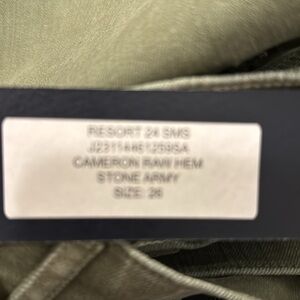 RESORT 24 SMS
J23114461259SA
CAMERON RAW HEM
STONE ARMY
SIZE: 26